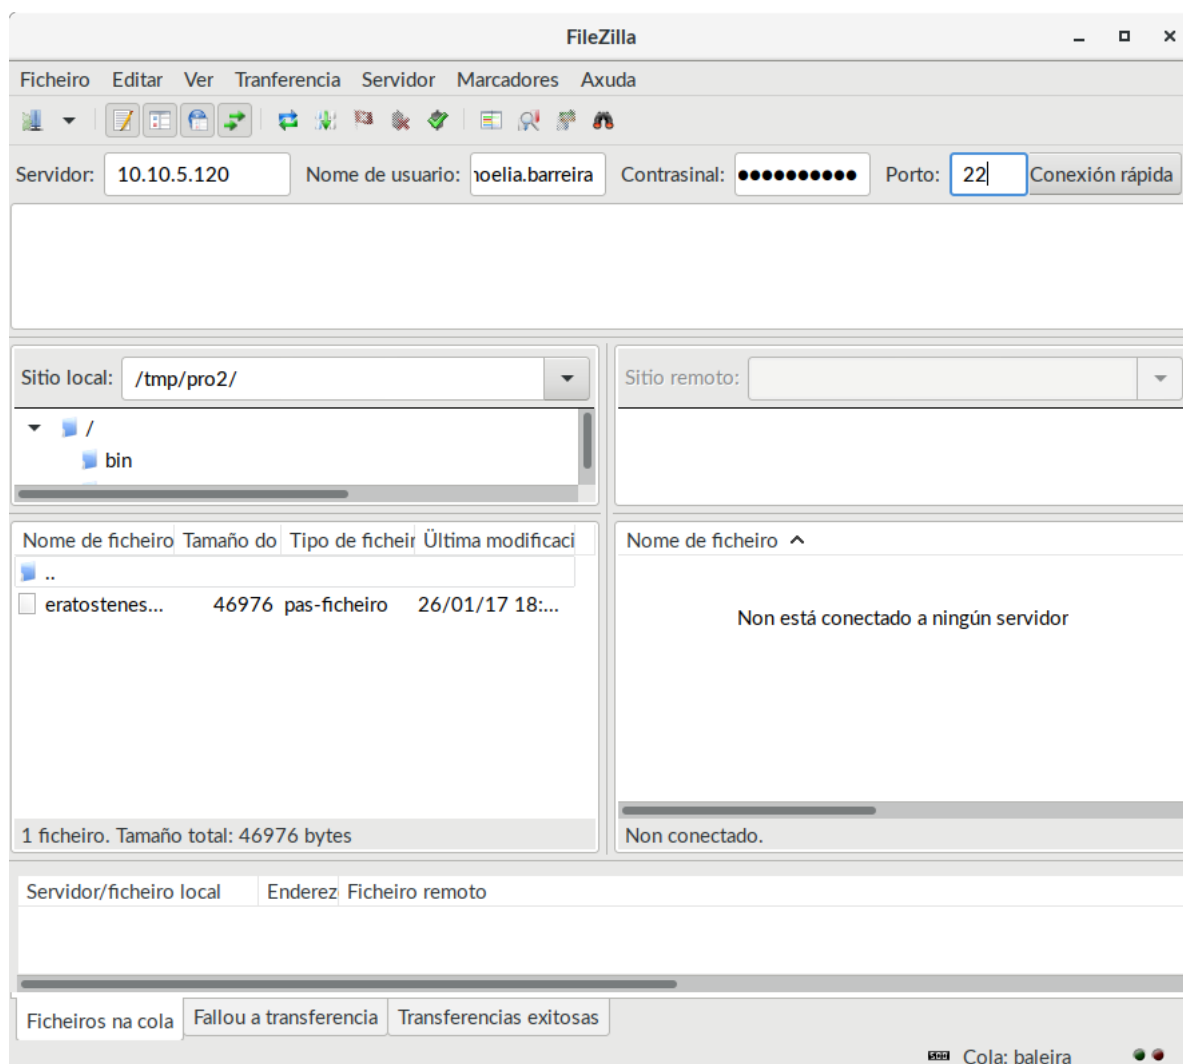 FileZilla
Ficheiro Editar Ver Tranferencia Servidor Marcadores Axuda
Servidor: 10.10.5.120 Nome de usuario: noelia.barreira Contrasinal: ●●●●●●●●●● Porto: 22 Conexión rápida
Sitio local: /tmp/pro2/
Sitio remoto:
/
bin
Nome de ficheiro Tamaño do Tipo de ficheir Última modificaci
..
eratostenes... 46976 pas-ficheiro 26/01/17 18:...
1 ficheiro. Tamaño total: 46976 bytes
Nome de ficheiro
Non está conectado a ningún servidor
Non conectado.
Servidor/ficheiro local Enderez Ficheiro remoto
Ficheiros na cola Fallou a transferencia Transferencias exitosas
Cola: baleira